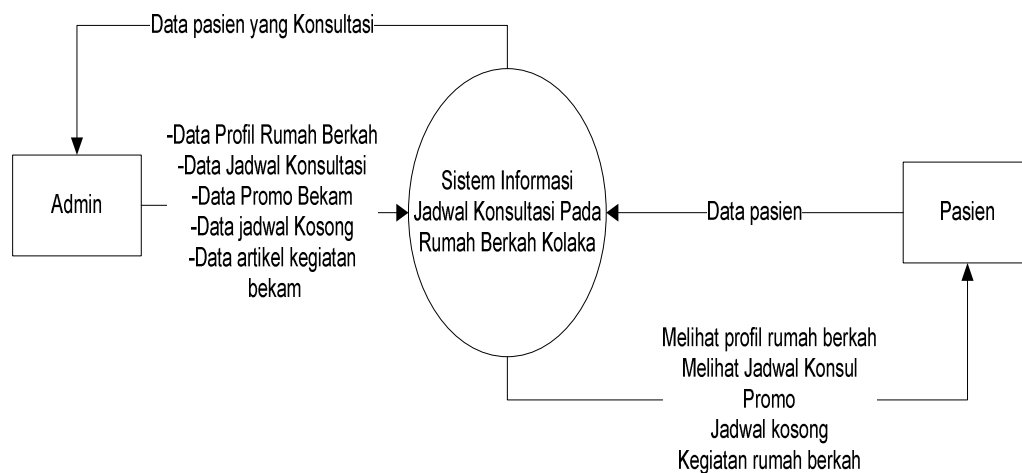 Data pasien yang Konsultasi
-Data Profil Rumah Berkah
-Data Jadwal Konsultasi
-Data Promo Bekam
-Data jadwal Kosong
-Data artikel kegiatan
bekam
Admin
Sistem Informasi
Jadwal Konsultasi Pada
Rumah Berkah Kolaka
Data pasien
Pasien
Melihat profil rumah berkah
Melihat Jadwal Konsul
Promo
Jadwal kosong
Kegiatan rumah berkah